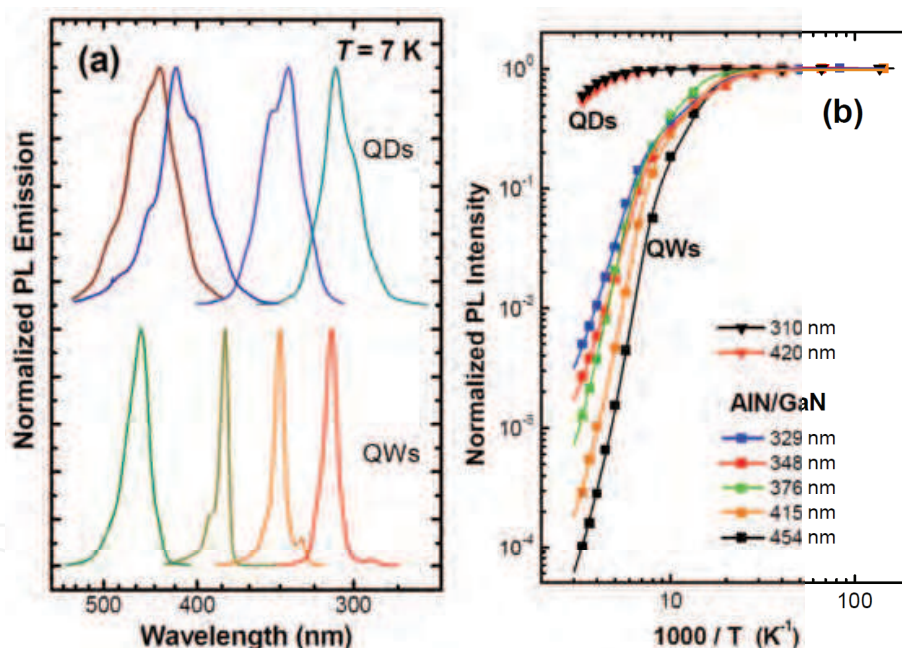 (a)
T = 7 K
QDs
QWs
Normalized PL Emission
500
400
300
Wavelength (nm)
(b)
QDs
QWs
310 nm
420 nm
AlN/GaN
329 nm
348 nm
376 nm
415 nm
454 nm
Normalized PL Intensity
10⁰
10⁻¹
10⁻²
10⁻³
10⁻⁴
10
100
1000 / T (K⁻¹)